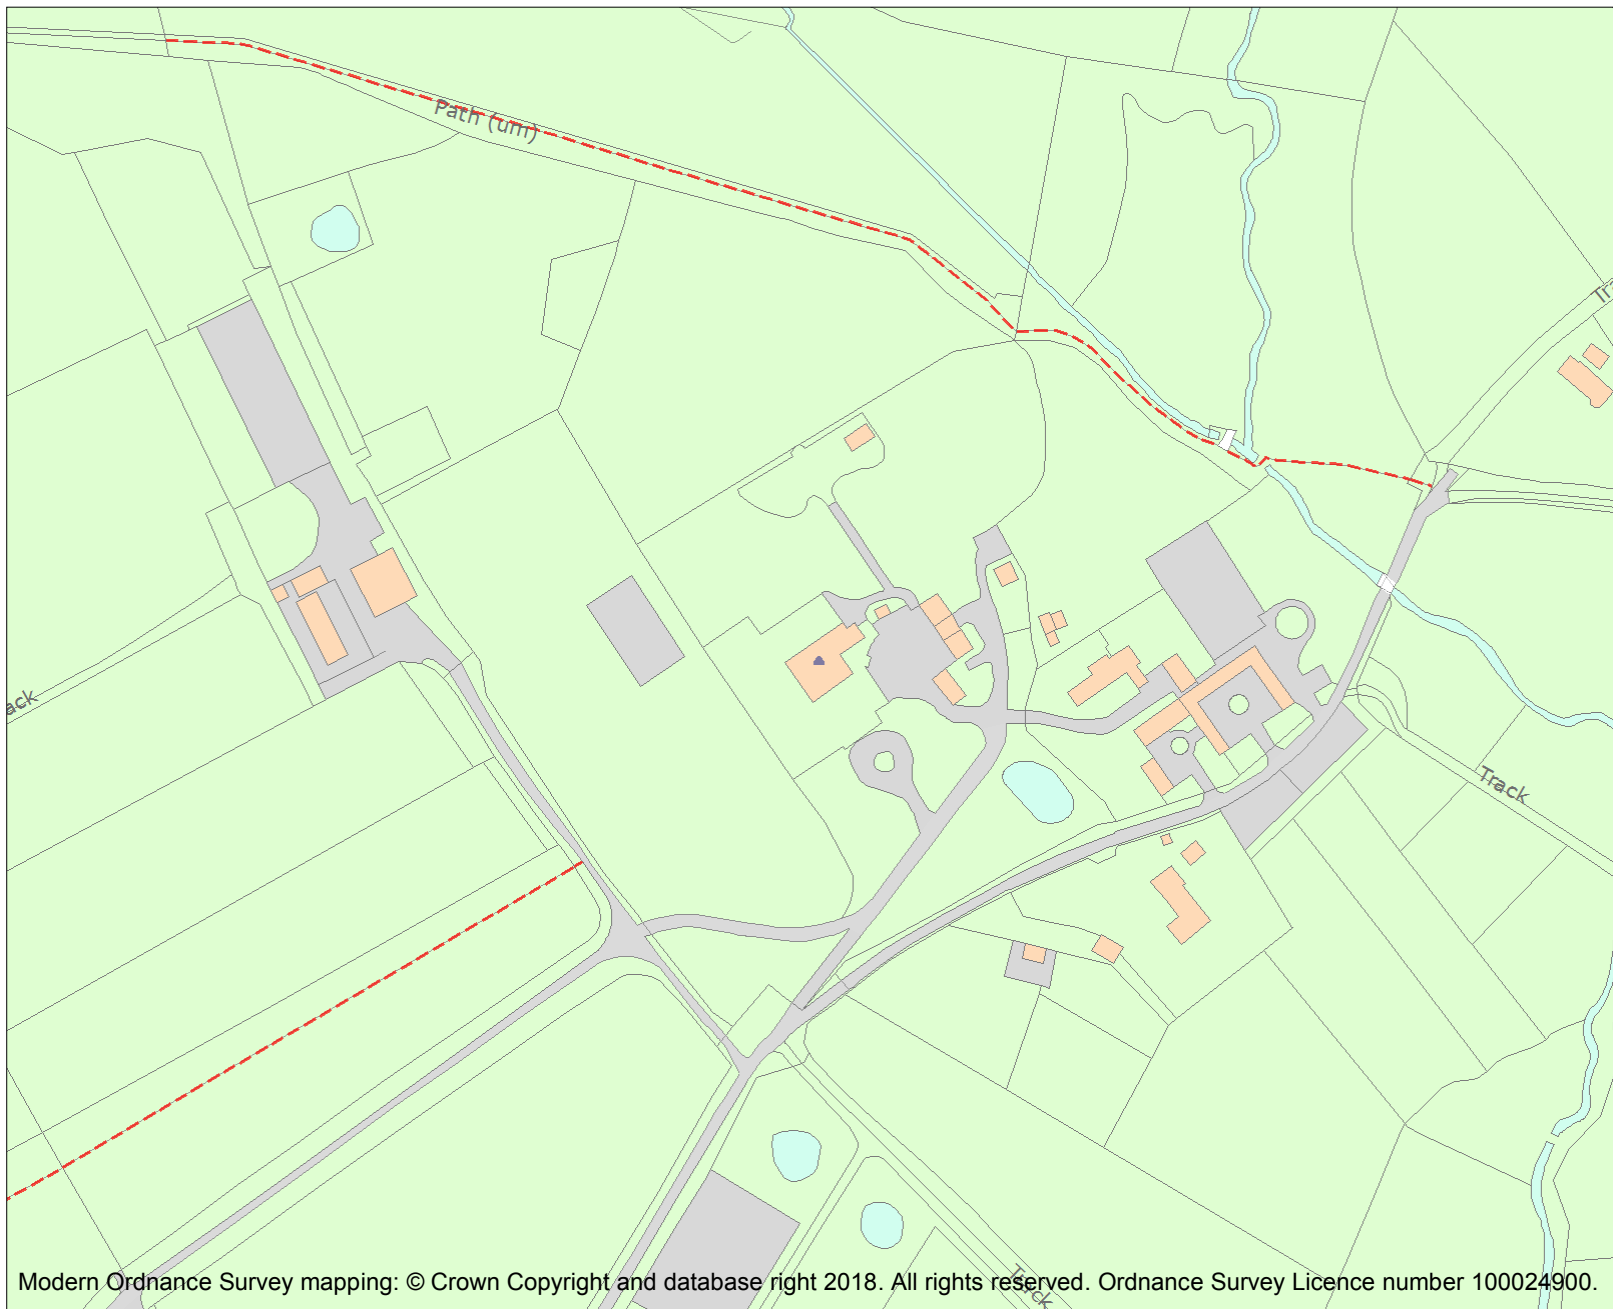 Path (um)
Track
Track
Modern Ordnance Survey mapping: © Crown Copyright and database right 2018. All rights reserved. Ordnance Survey Licence number 100024900.